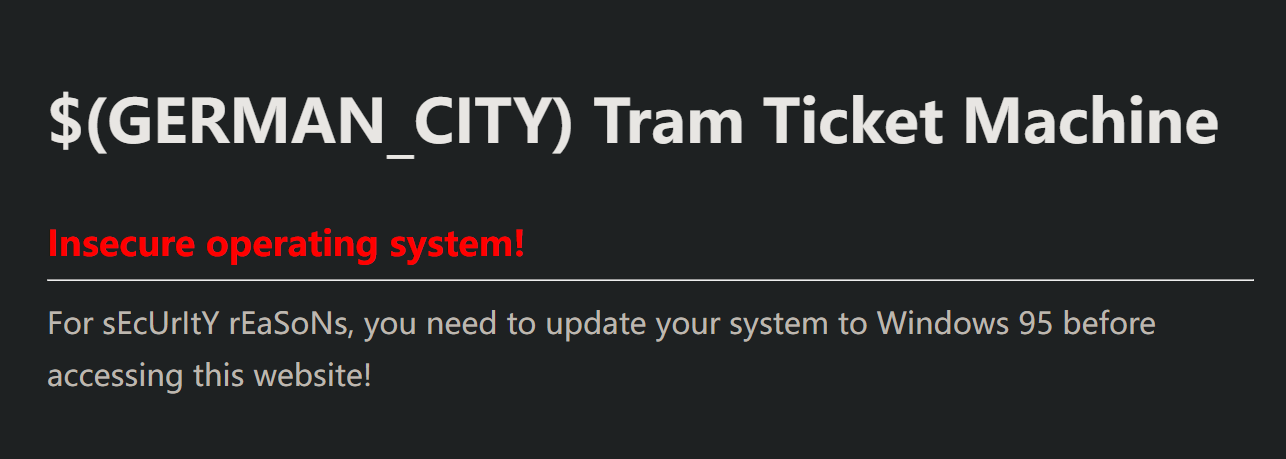 $(GERMAN_CITY) Tram Ticket Machine
Insecure operating system!
For sEcUrItY rEaSoNs, you need to update your system to Windows 95 before
accessing this website!